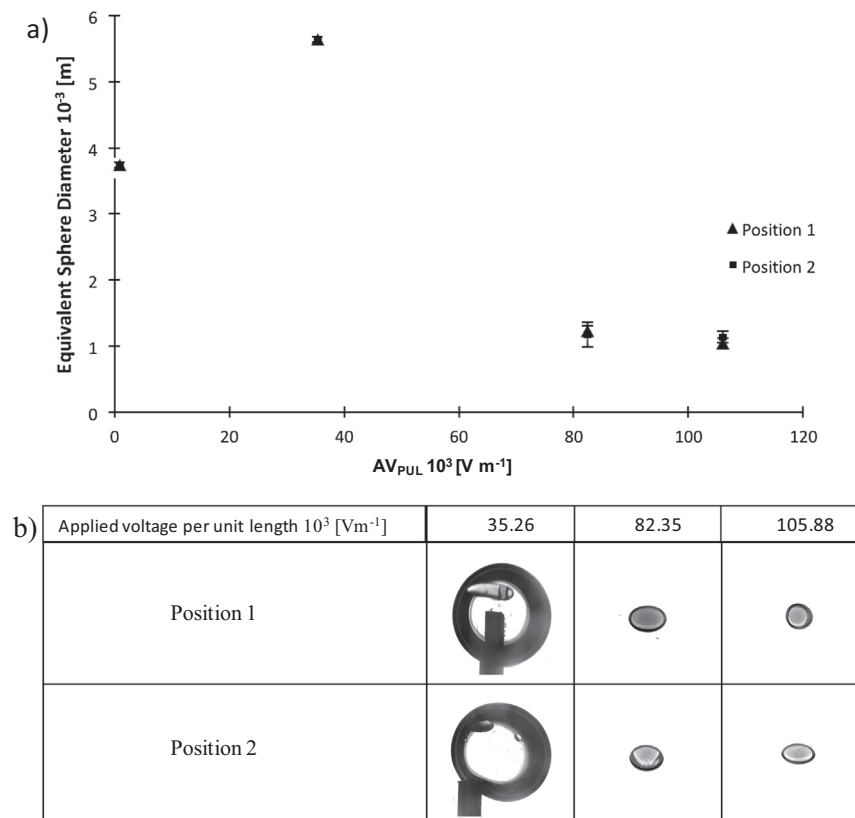 a)
Equivalent Sphere Diameter 10⁻³ [m]
6
5
4
3
2
1
0
0 20 40 60 80 100 120
AV_PUL 10³ [V m⁻¹]
Position 1
Position 2
b)
Applied voltage per unit length 10³ [Vm⁻¹] 35.26 82.35 105.88
Position 1
Position 2